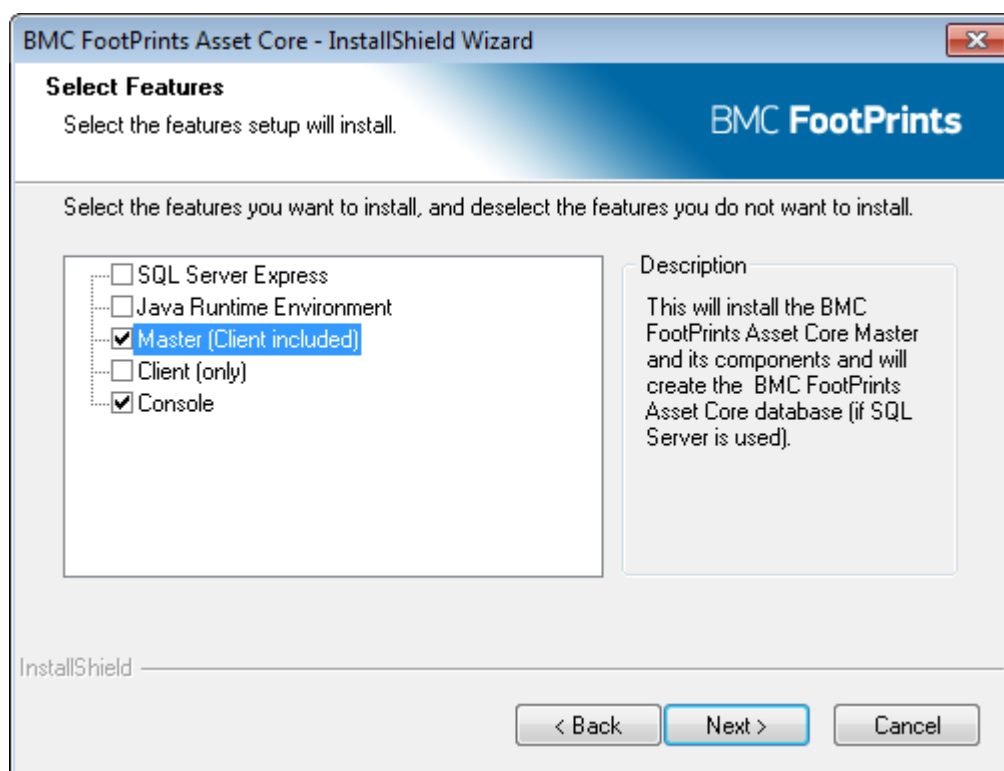 BMC FootPrints Asset Core - InstallShield Wizard
Select Features
Select the features setup will install.
BMC FootPrints
Select the features you want to install, and deselect the features you do not want to install.
SQL Server Express
Java Runtime Environment
Master (Client included)
Client (only)
Console
Description
This will install the BMC
FootPrints Asset Core Master
and its components and will
create the  BMC FootPrints
Asset Core database (if SQL
Server is used).
InstallShield
< Back
Next >
Cancel